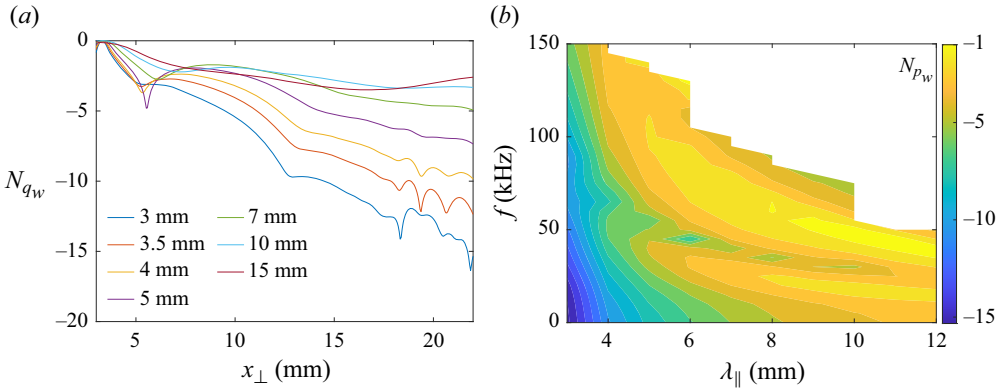 (a)
0
−5
−10
−15
−20
N_{q_w}
3 mm
3.5 mm
4 mm
5 mm
7 mm
10 mm
15 mm
5 10 15 20
x_⊥ (mm)
(b)
150
100
50
0
f (kHz)
4 6 8 10 12
λ_∥ (mm)
N_{p_w}
−1
−5
−10
−15